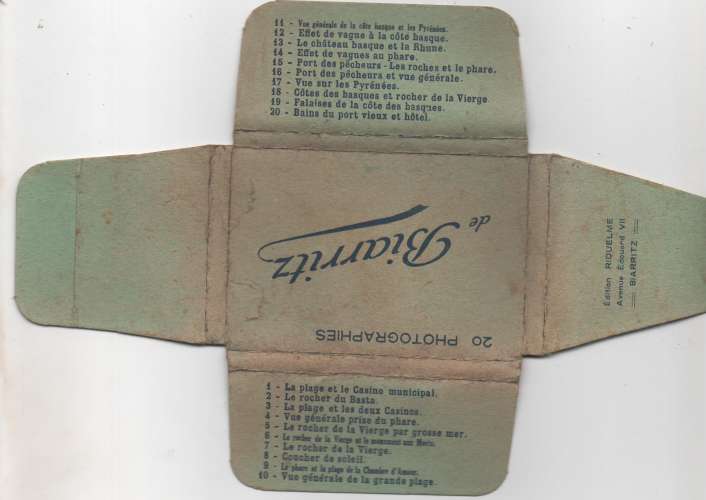 11 - Vue générale de la côte basque et les Pyrénées.
12 - Effet de vague à la côte basque.
13 - Le château basque et la Rhune.
14 - Effet de vagues au phare.
15 - Port des pêcheurs - Les roches et le phare.
16 - Port des pêcheurs et vue générale.
17 - Vue sur les Pyrénées.
18 - Côtes des basques et rocher de la Vierge.
19 - Falaises de la côte des basques.
20 - Bains du port vieux et hôtel.
20 PHOTOGRAPHIES
de
Biarritz
Édition RIQUELME
Avenue Édouard VII
BIARRITZ
1 - La plage et le Casino municipal.
2 - Le rocher du Basta.
3 - La plage et les deux Casinos.
4 - Vue générale prise du phare.
5 - Le rocher de la Vierge par grosse mer.
6 - Le rocher de la Vierge et le monument aux Morts.
7 - Le rocher de la Vierge.
8 - Coucher de soleil.
9 - Le phare et la plage de la Chambre d'Amour.
10 - Vue générale de la grande plage.